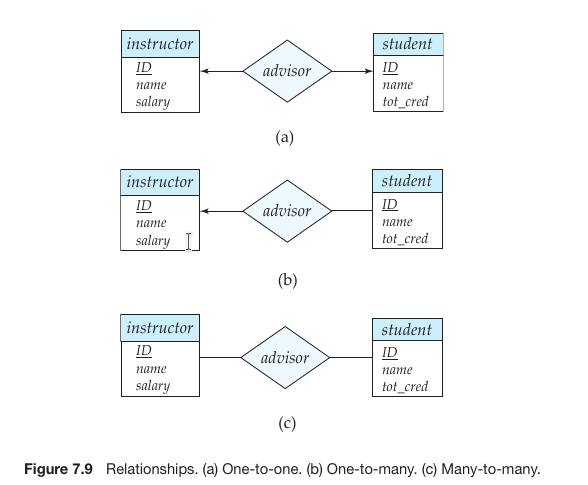 instructor
student
ID
name
salary
advisor
ID
name
tot_cred
(a)
instructor
student
ID
name
salary
advisor
ID
name
tot_cred
(b)
instructor
student
ID
name
salary
advisor
ID
name
tot_cred
(c)
Figure 7.9 Relationships. (a) One-to-one. (b) One-to-many. (c) Many-to-many.